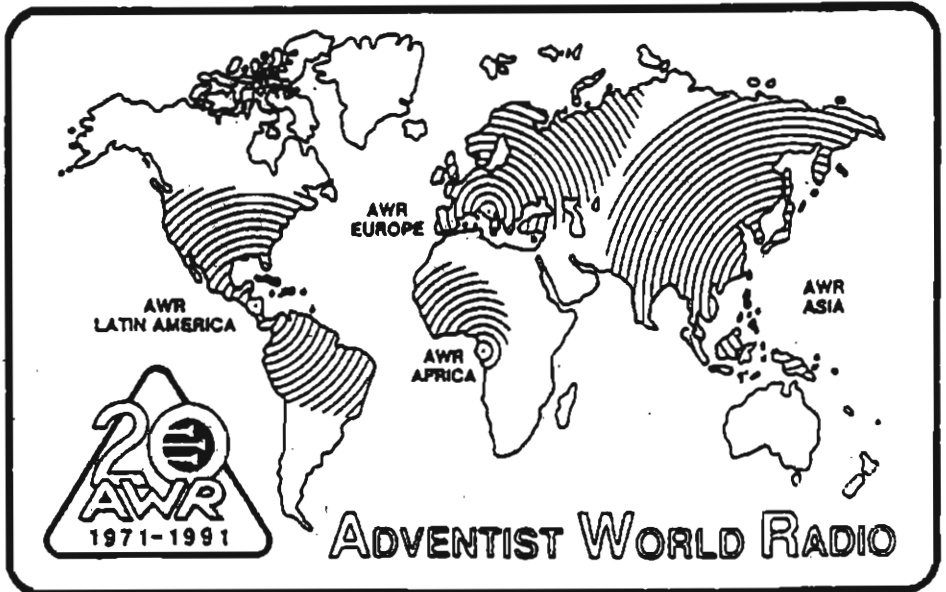 AWR
EUROPE
AWR
LATIN AMERICA
AWR
ASIA
AWR
AFRICA
20
AWR
1971-1991
ADVENTIST WORLD RADIO